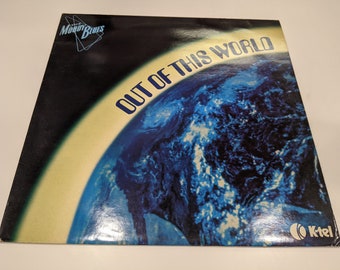 Moody Blues
OUT OF THIS WORLD
K-tel